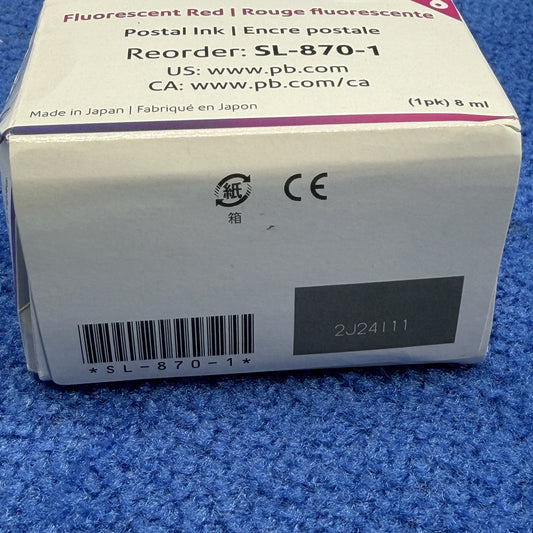 Fluorescent Red | Rouge fluorescente
Postal Ink | Encre postale
Reorder: SL-870-1
US: www.pb.com
CA: www.pb.com/ca
Made in Japan | Fabriqué en Japon
(1pk) 8 ml
紙
CE
箱
2J24I11
*SL-870-1*